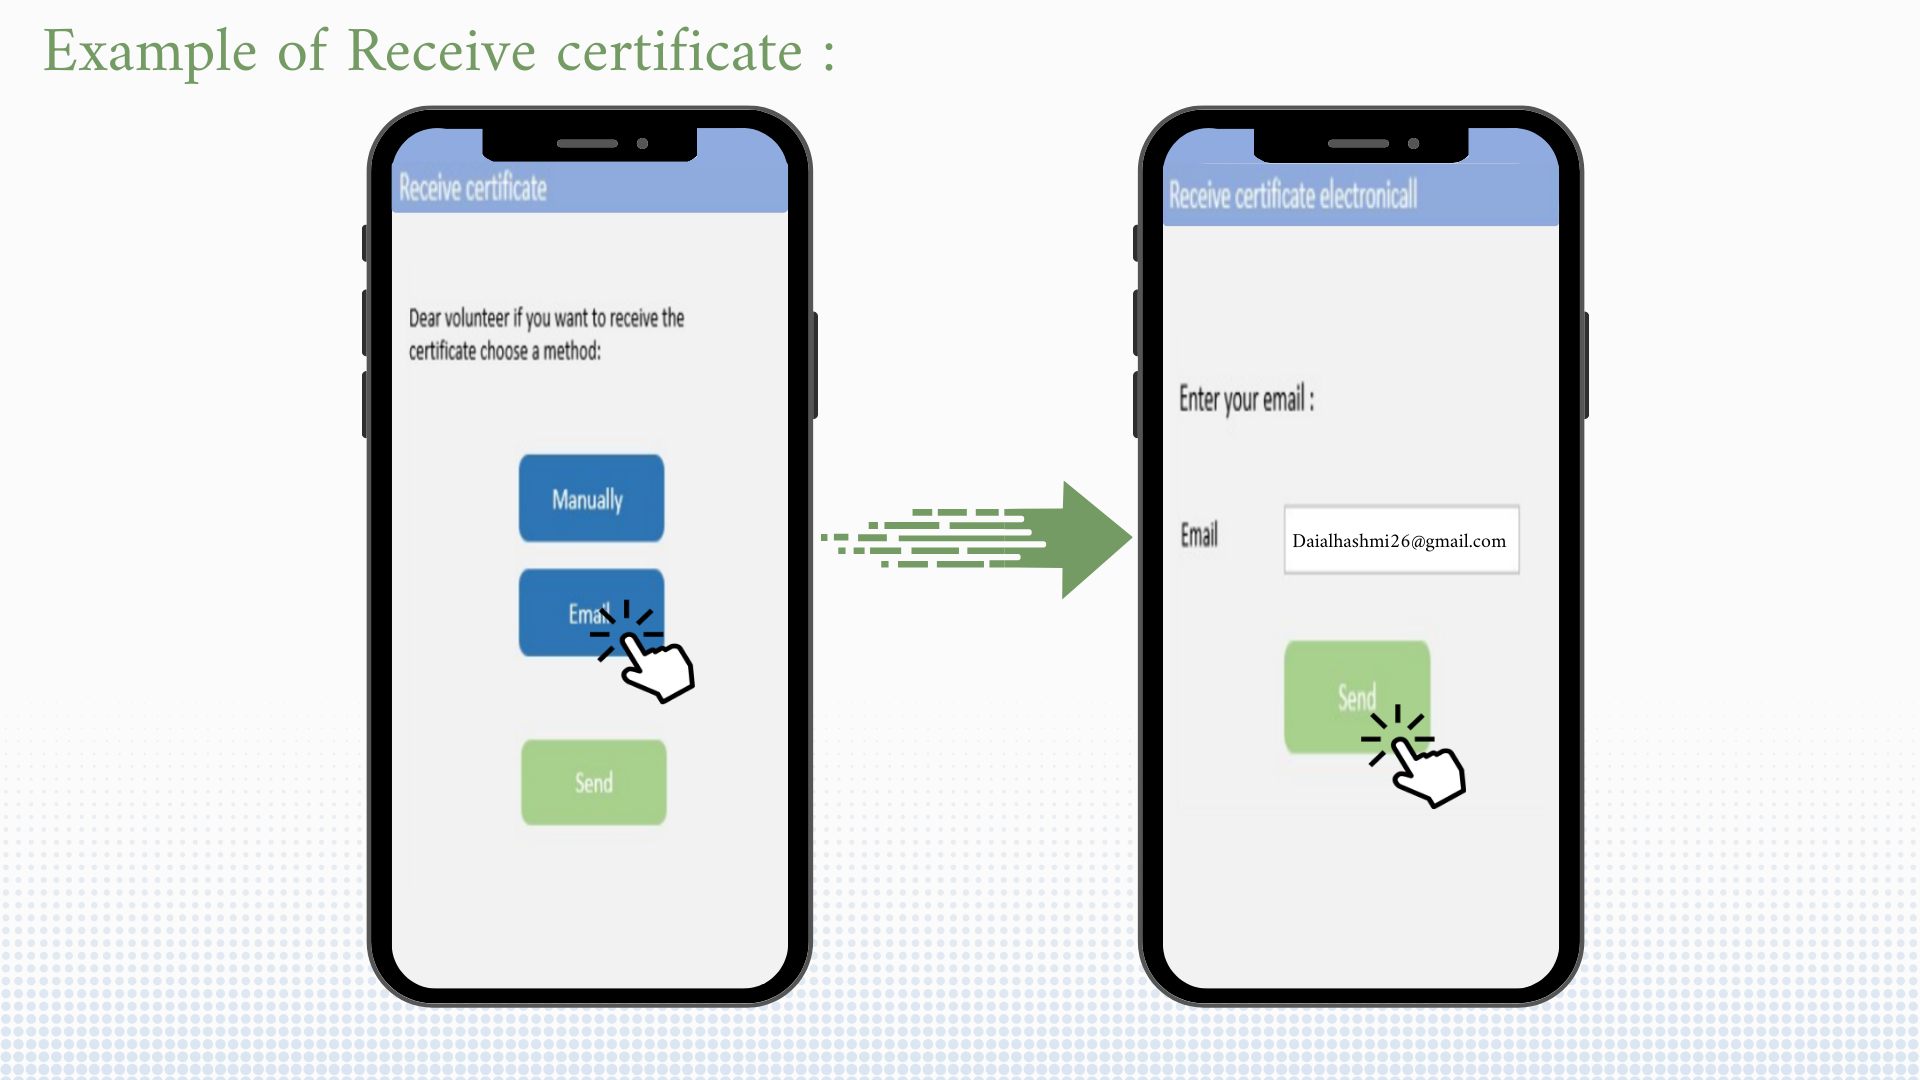 Example of Receive certificate :
Receive certificate
Dear volunteer if you want to receive the
certificate choose a method:
Manually
Email
Send
Receive certificate electronicall
Enter your email :
Email
Daialhashmi26@gmail.com
Send